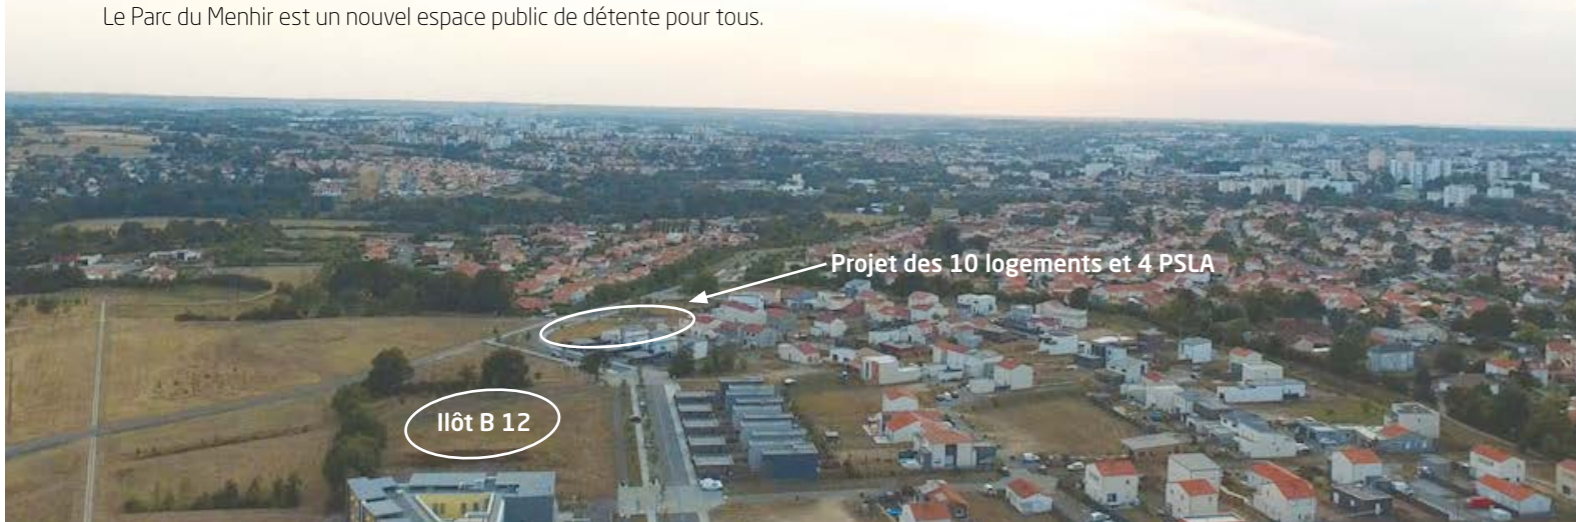 Le Parc du Menhir est un nouvel espace public de détente pour tous.
Projet des 10 logements et 4 PSLA
Ilôt B 12